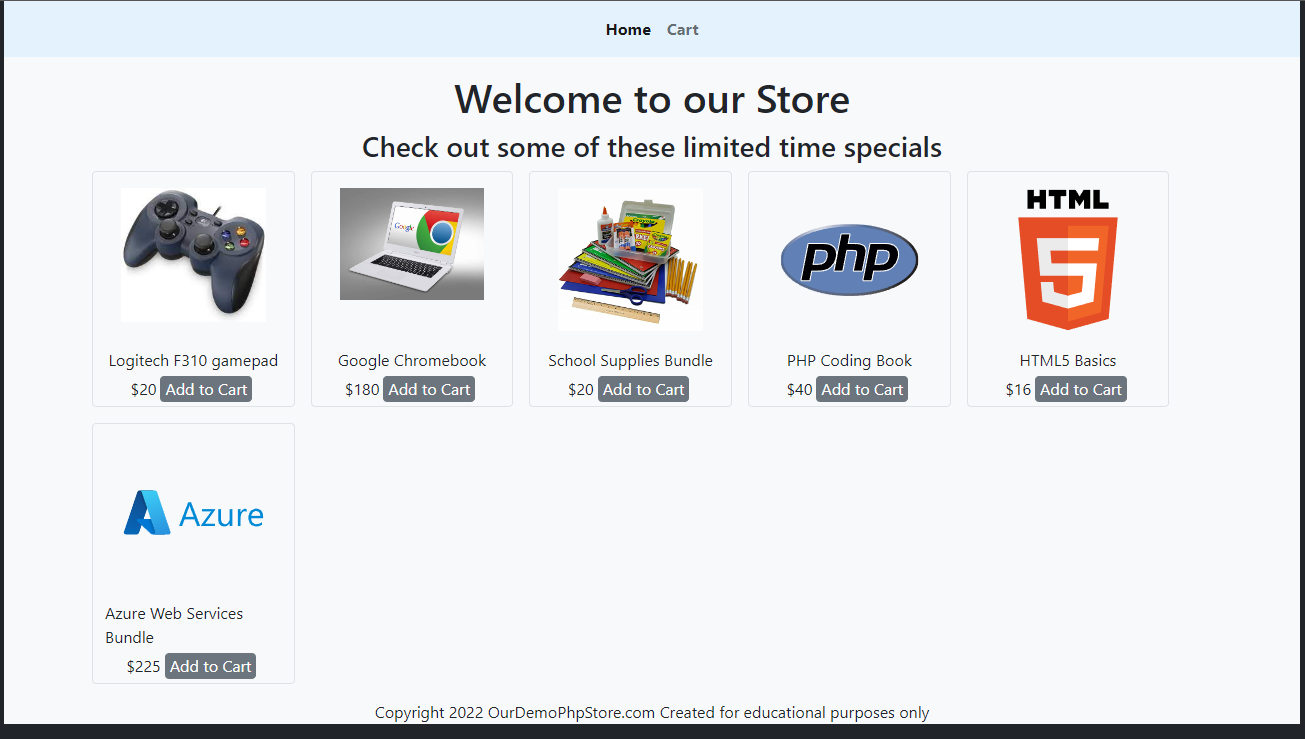 Home Cart
Welcome to our Store
Check out some of these limited time specials
Google
Crayola
php
HTML
5
Logitech F310 gamepad
$20 Add to Cart
Google Chromebook
$180 Add to Cart
School Supplies Bundle
$20 Add to Cart
PHP Coding Book
$40 Add to Cart
HTML5 Basics
$16 Add to Cart
Azure
Azure Web Services
Bundle
$225 Add to Cart
Copyright 2022 OurDemoPhpStore.com Created for educational purposes only